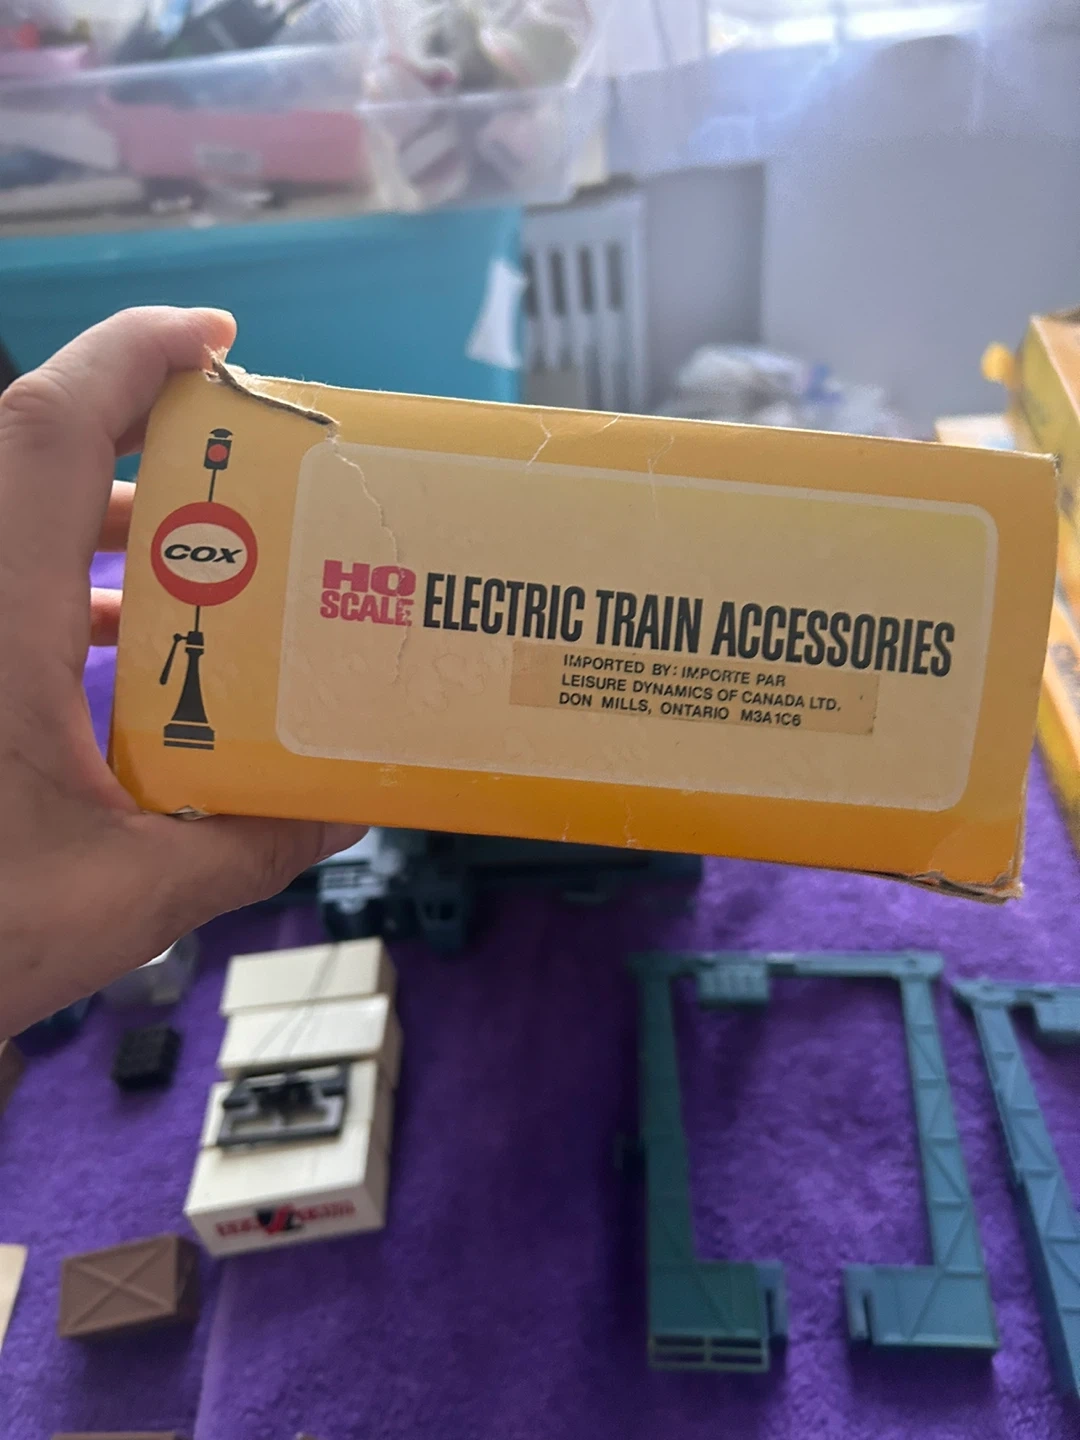 COX
HO
SCALE
ELECTRIC TRAIN ACCESSORIES
IMPORTED BY: IMPORTE PAR
LEISURE DYNAMICS OF CANADA LTD.
DON MILLS, ONTARIO M3A1C6